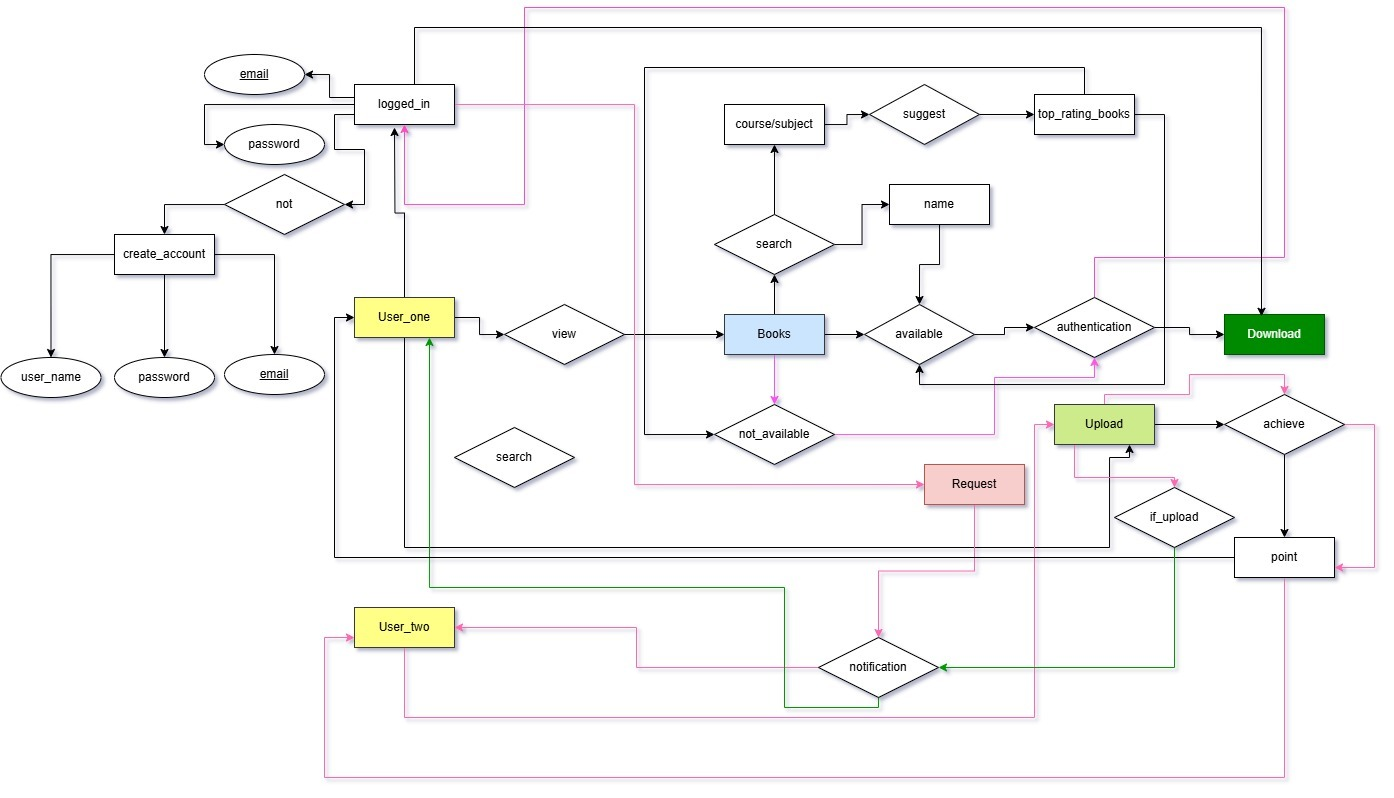 email
logged_in
course/subject
suggest
top_rating_books
password
not
name
search
create_account
User_one
view
Books
available
authentication
Download
user_name
password
email
not_available
Upload
achieve
search
Request
if_upload
point
User_two
notification